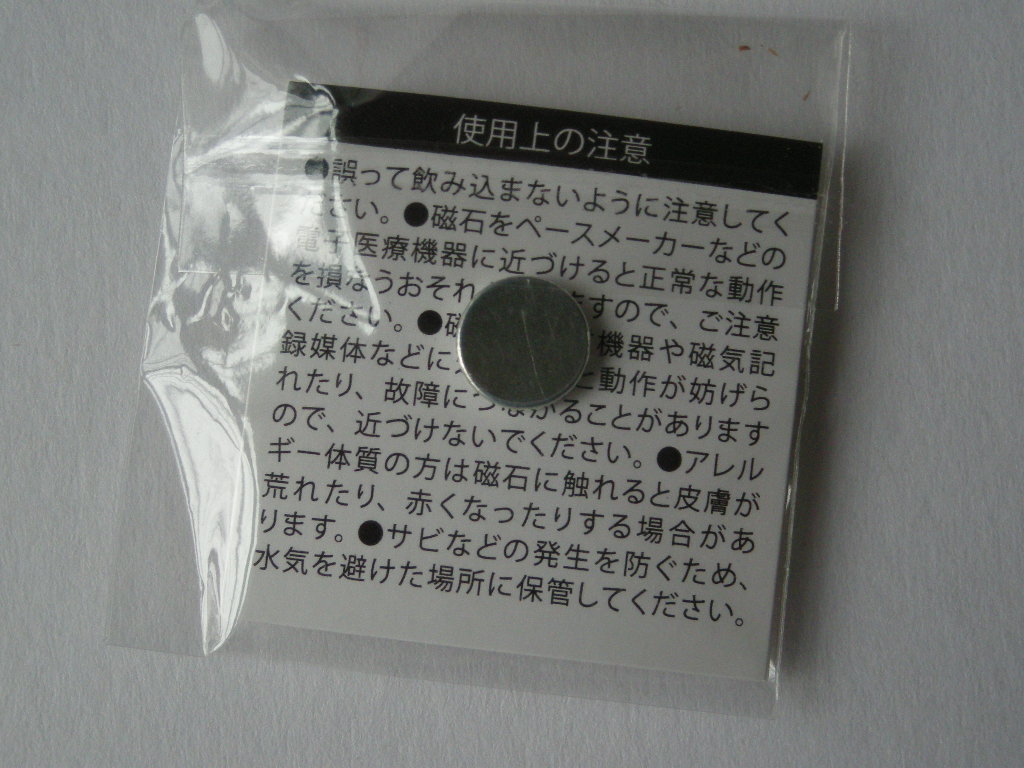 使用上の注意
●誤って飲み込まないように注意してく
ださい。●磁石をペースメーカーなどの
電子医療機器に近づけると正常な動作
を損なうおそれ ますので、ご注意
ください。●磁 機器や磁気記
録媒体などに 動作が妨げら
れたり、故障につながることがあります
ので、近づけないでください。●アレル
ギー体質の方は磁石に触れると皮膚が
荒れたり、赤くなったりする場合があ
ります。●サビなどの発生を防ぐため、
水気を避けた場所に保管してください。